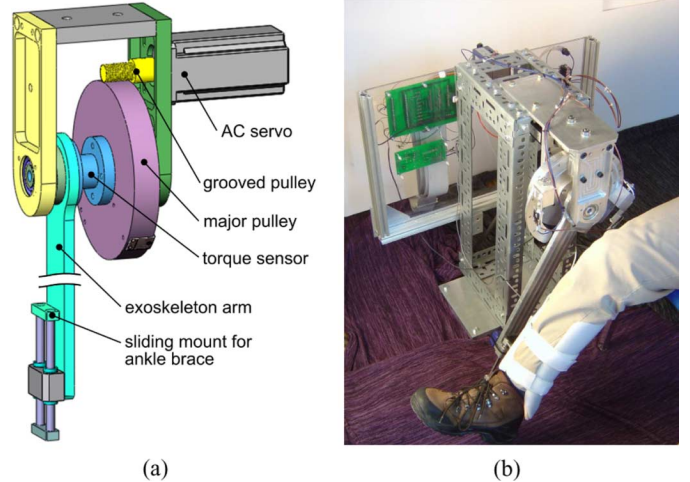 AC servo
grooved pulley
major pulley
torque sensor
exoskeleton arm
sliding mount for
ankle brace
(a)
(b)